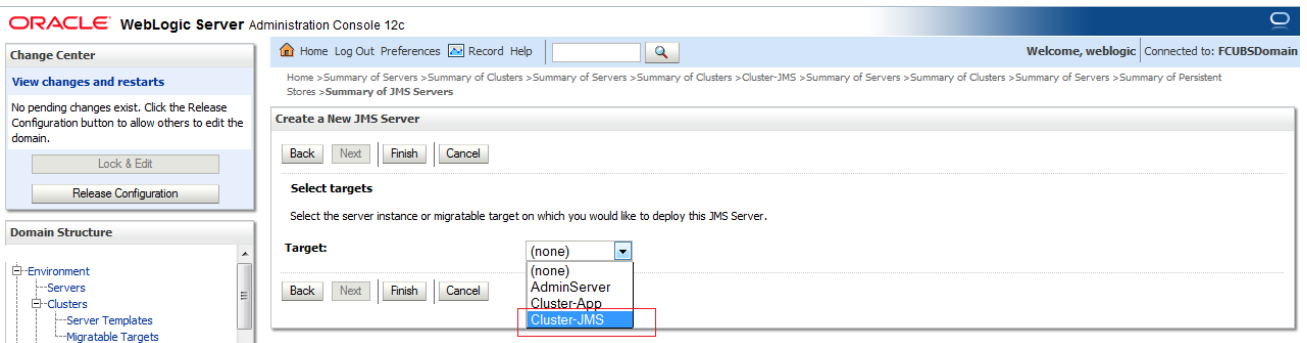 ORACLE WebLogic Server Administration Console 12c
Change Center
View changes and restarts
No pending changes exist. Click the Release
Configuration button to allow others to edit the
domain.
Lock & Edit
Release Configuration
Domain Structure
Environment
Servers
Clusters
Server Templates
Migratable Targets
Home Log Out Preferences Record Help
Welcome, weblogic Connected to: FCUBSDomain
Home >Summary of Servers >Summary of Clusters >Summary of Servers >Summary of Clusters >Cluster-JMS >Summary of Servers >Summary of Clusters >Summary of Servers >Summary of Persistent
Stores >Summary of JMS Servers
Create a New JMS Server
Back Next Finish Cancel
Select targets
Select the server instance or migratable target on which you would like to deploy this JMS Server.
Target: (none)
(none)
AdminServer
Cluster-App
Cluster-JMS
Back Next Finish Cancel